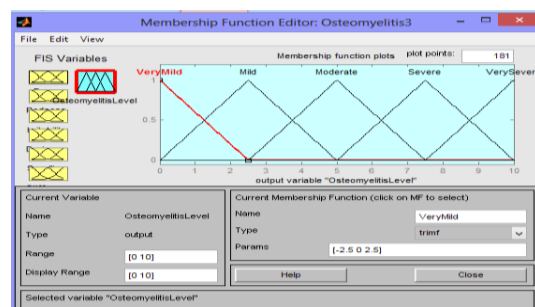 Membership Function Editor: Osteomyelitis3
File Edit View
FIS Variables
OsteomyelitisLevel
Membership function plots plot points: 181
VeryMild Mild Moderate Severe VerySever
1
0.5
0
0 1 2 3 4 5 6 7 8 9 10
output variable "OsteomyelitisLevel"
Current Variable
Name OsteomyelitisLevel
Type output
Range [0 10]
Display Range [0 10]
Current Membership Function (click on MF to select)
Name VeryMild
Type trimf
Params [-2.5 0 2.5]
Help Close
Selected variable "OsteomyelitisLevel"